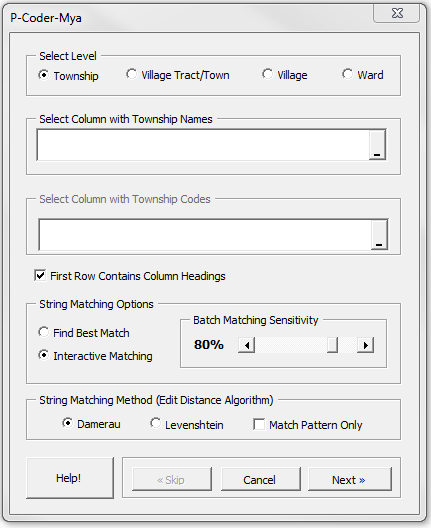 P-Coder-Mya
Select Level
Township Village Tract/Town Village Ward
Select Column with Township Names
Select Column with Township Codes
First Row Contains Column Headings
String Matching Options
Find Best Match
Interactive Matching
Batch Matching Sensitivity
80%
String Matching Method (Edit Distance Algorithm)
Damerau Levenshtein Match Pattern Only
Help! « Skip Cancel Next »